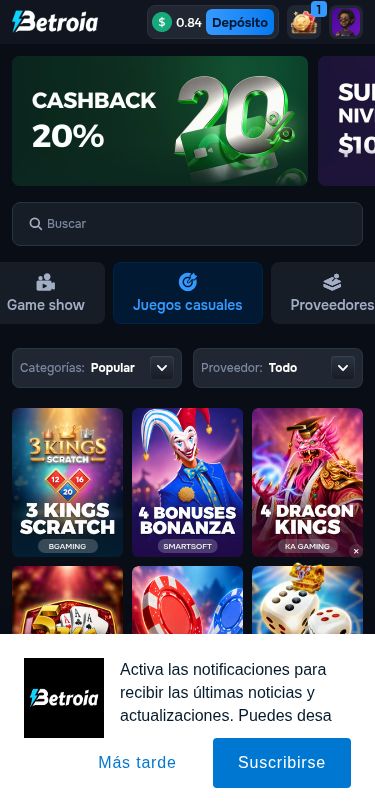 Betroia
$ 0.84 Depósito 1
CASHBACK
20%
20%
SU
NIV
$10
Buscar
Game show
Juegos casuales
Proveedores
Categorías: Popular
Proveedor: Todo
3 KINGS
SCRATCH
12 16
20
3 KINGS
SCRATCH
BGAMING
4 BONUSES
BONANZA
SMARTSOFT
4 DRAGON
KINGS
KA GAMING
Betroia
Activa las notificaciones para
recibir las últimas noticias y
actualizaciones. Puedes desa
Más tarde
Suscribirse